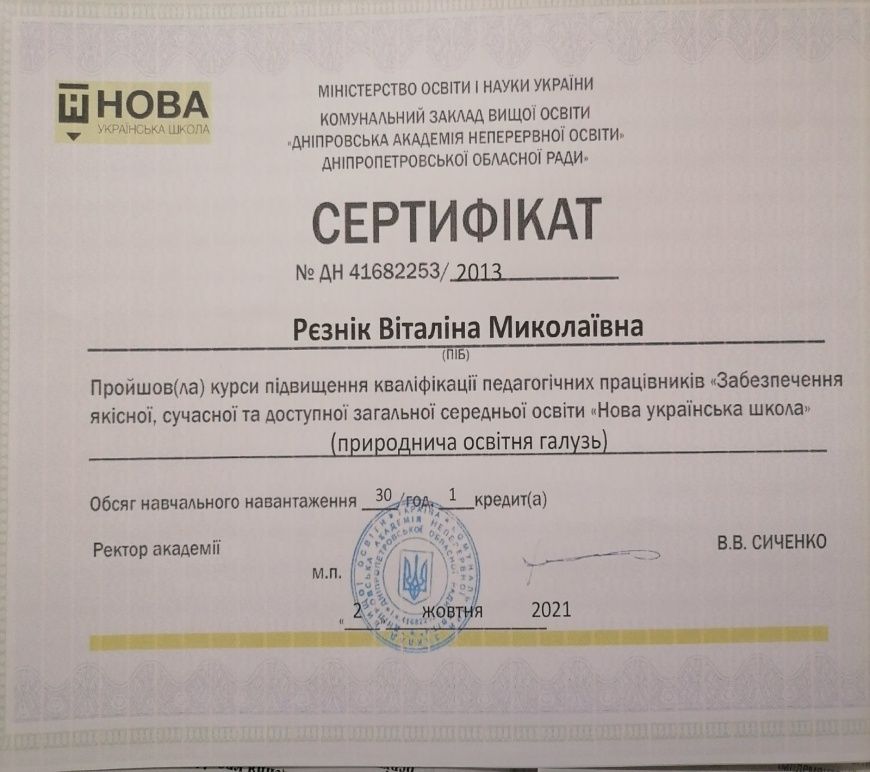 НОВА
УКРАЇНСЬКА ШКОЛА
МІНІСТЕРСТВО ОСВІТИ І НАУКИ УКРАЇНИ
КОМУНАЛЬНИЙ ЗАКЛАД ВИЩОЇ ОСВІТИ
«ДНІПРОВСЬКА АКАДЕМІЯ НЕПЕРЕРВНОЇ ОСВІТИ»
ДНІПРОПЕТРОВСЬКОЇ ОБЛАСНОЇ РАДИ»
СЕРТИФІКАТ
№ ДН 41682253/ 2013
Рєзнік Віталіна Миколаївна
(ПІБ)
Пройшов(ла) курси підвищення кваліфікації педагогічних працівників «Забезпечення
якісної, сучасної та доступної загальної середньої освіти «Нова українська школа»
(природнича освітня галузь)
Обсяг навчального навантаження 30 /год. 1 кредит(а)
Ректор академії В.В. СИЧЕНКО
М.П.
„ 2 жовтня 2021